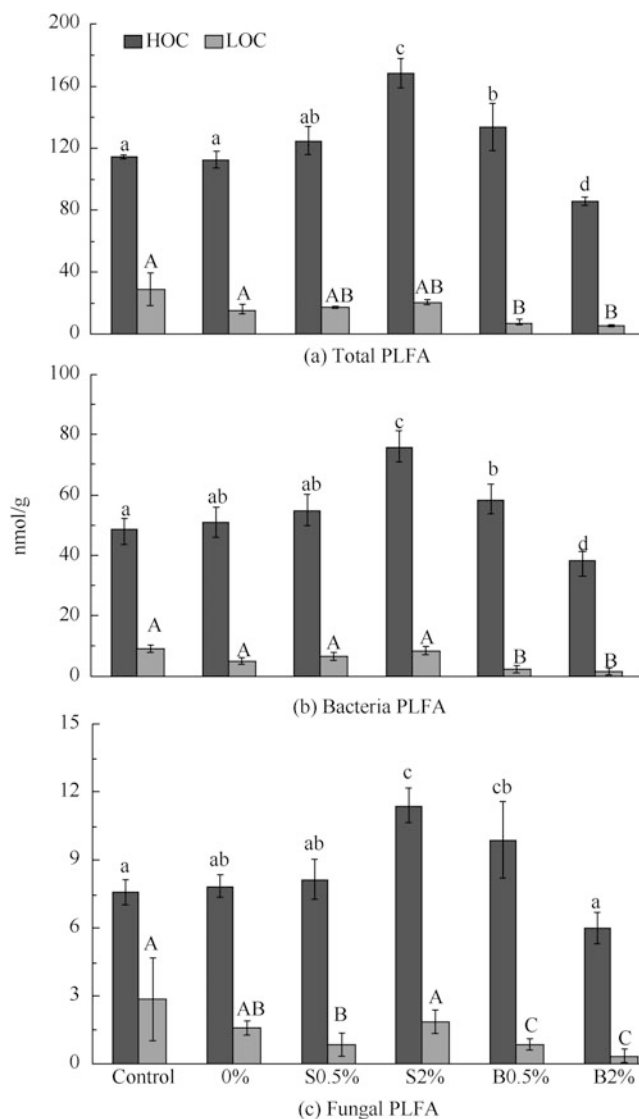 HOC LOC
200
160
120
80
40
0
a a ab c b d
A A AB AB B B
(a) Total PLFA
100
80
60
40
20
0
a ab ab c b d
A A A A B B
(b) Bacteria PLFA
nmol/g
15
12
9
6
3
0
a ab ab c cb a
A AB B A C C
Control 0% S0.5% S2% B0.5% B2%
(c) Fungal PLFA